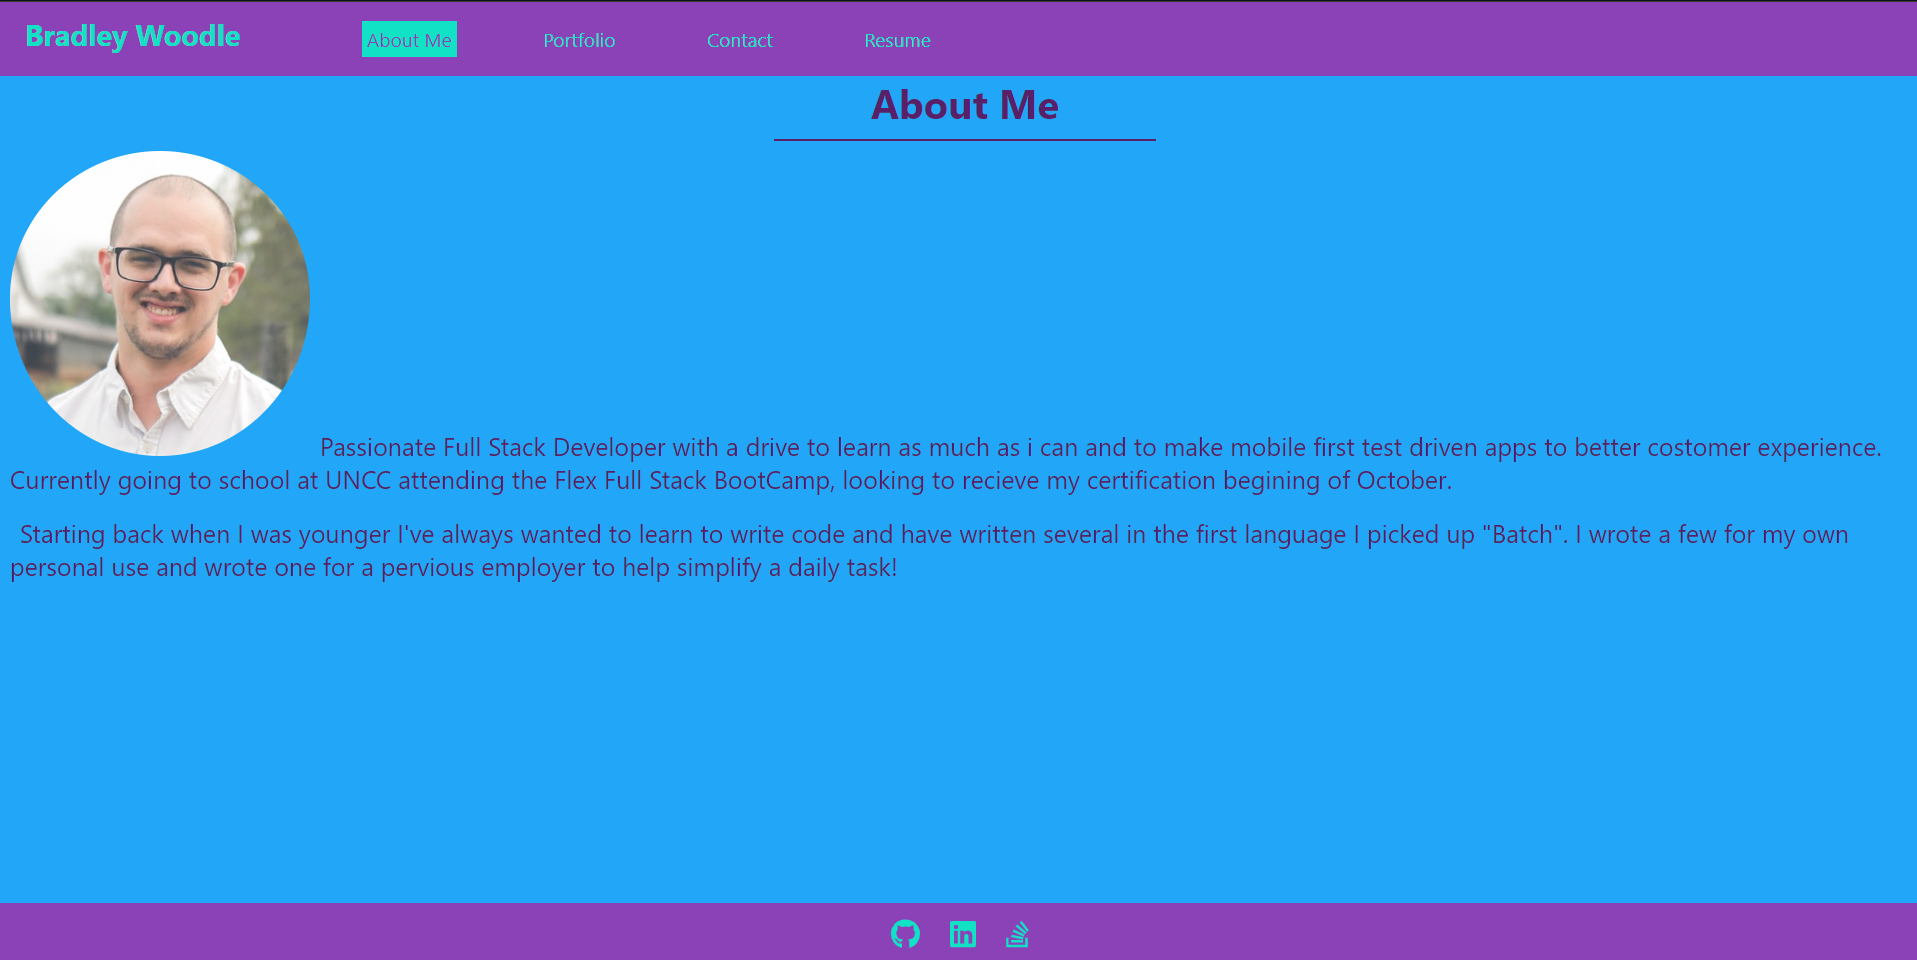 Bradley Woodle
About Me
Portfolio
Contact
Resume
About Me
Passionate Full Stack Developer with a drive to learn as much as i can and to make mobile first test driven apps to better costomer experience.
Currently going to school at UNCC attending the Flex Full Stack BootCamp, looking to recieve my certification begining of October.
Starting back when I was younger I've always wanted to learn to write code and have written several in the first language I picked up "Batch". I wrote a few for my own
personal use and wrote one for a pervious employer to help simplify a daily task!
in